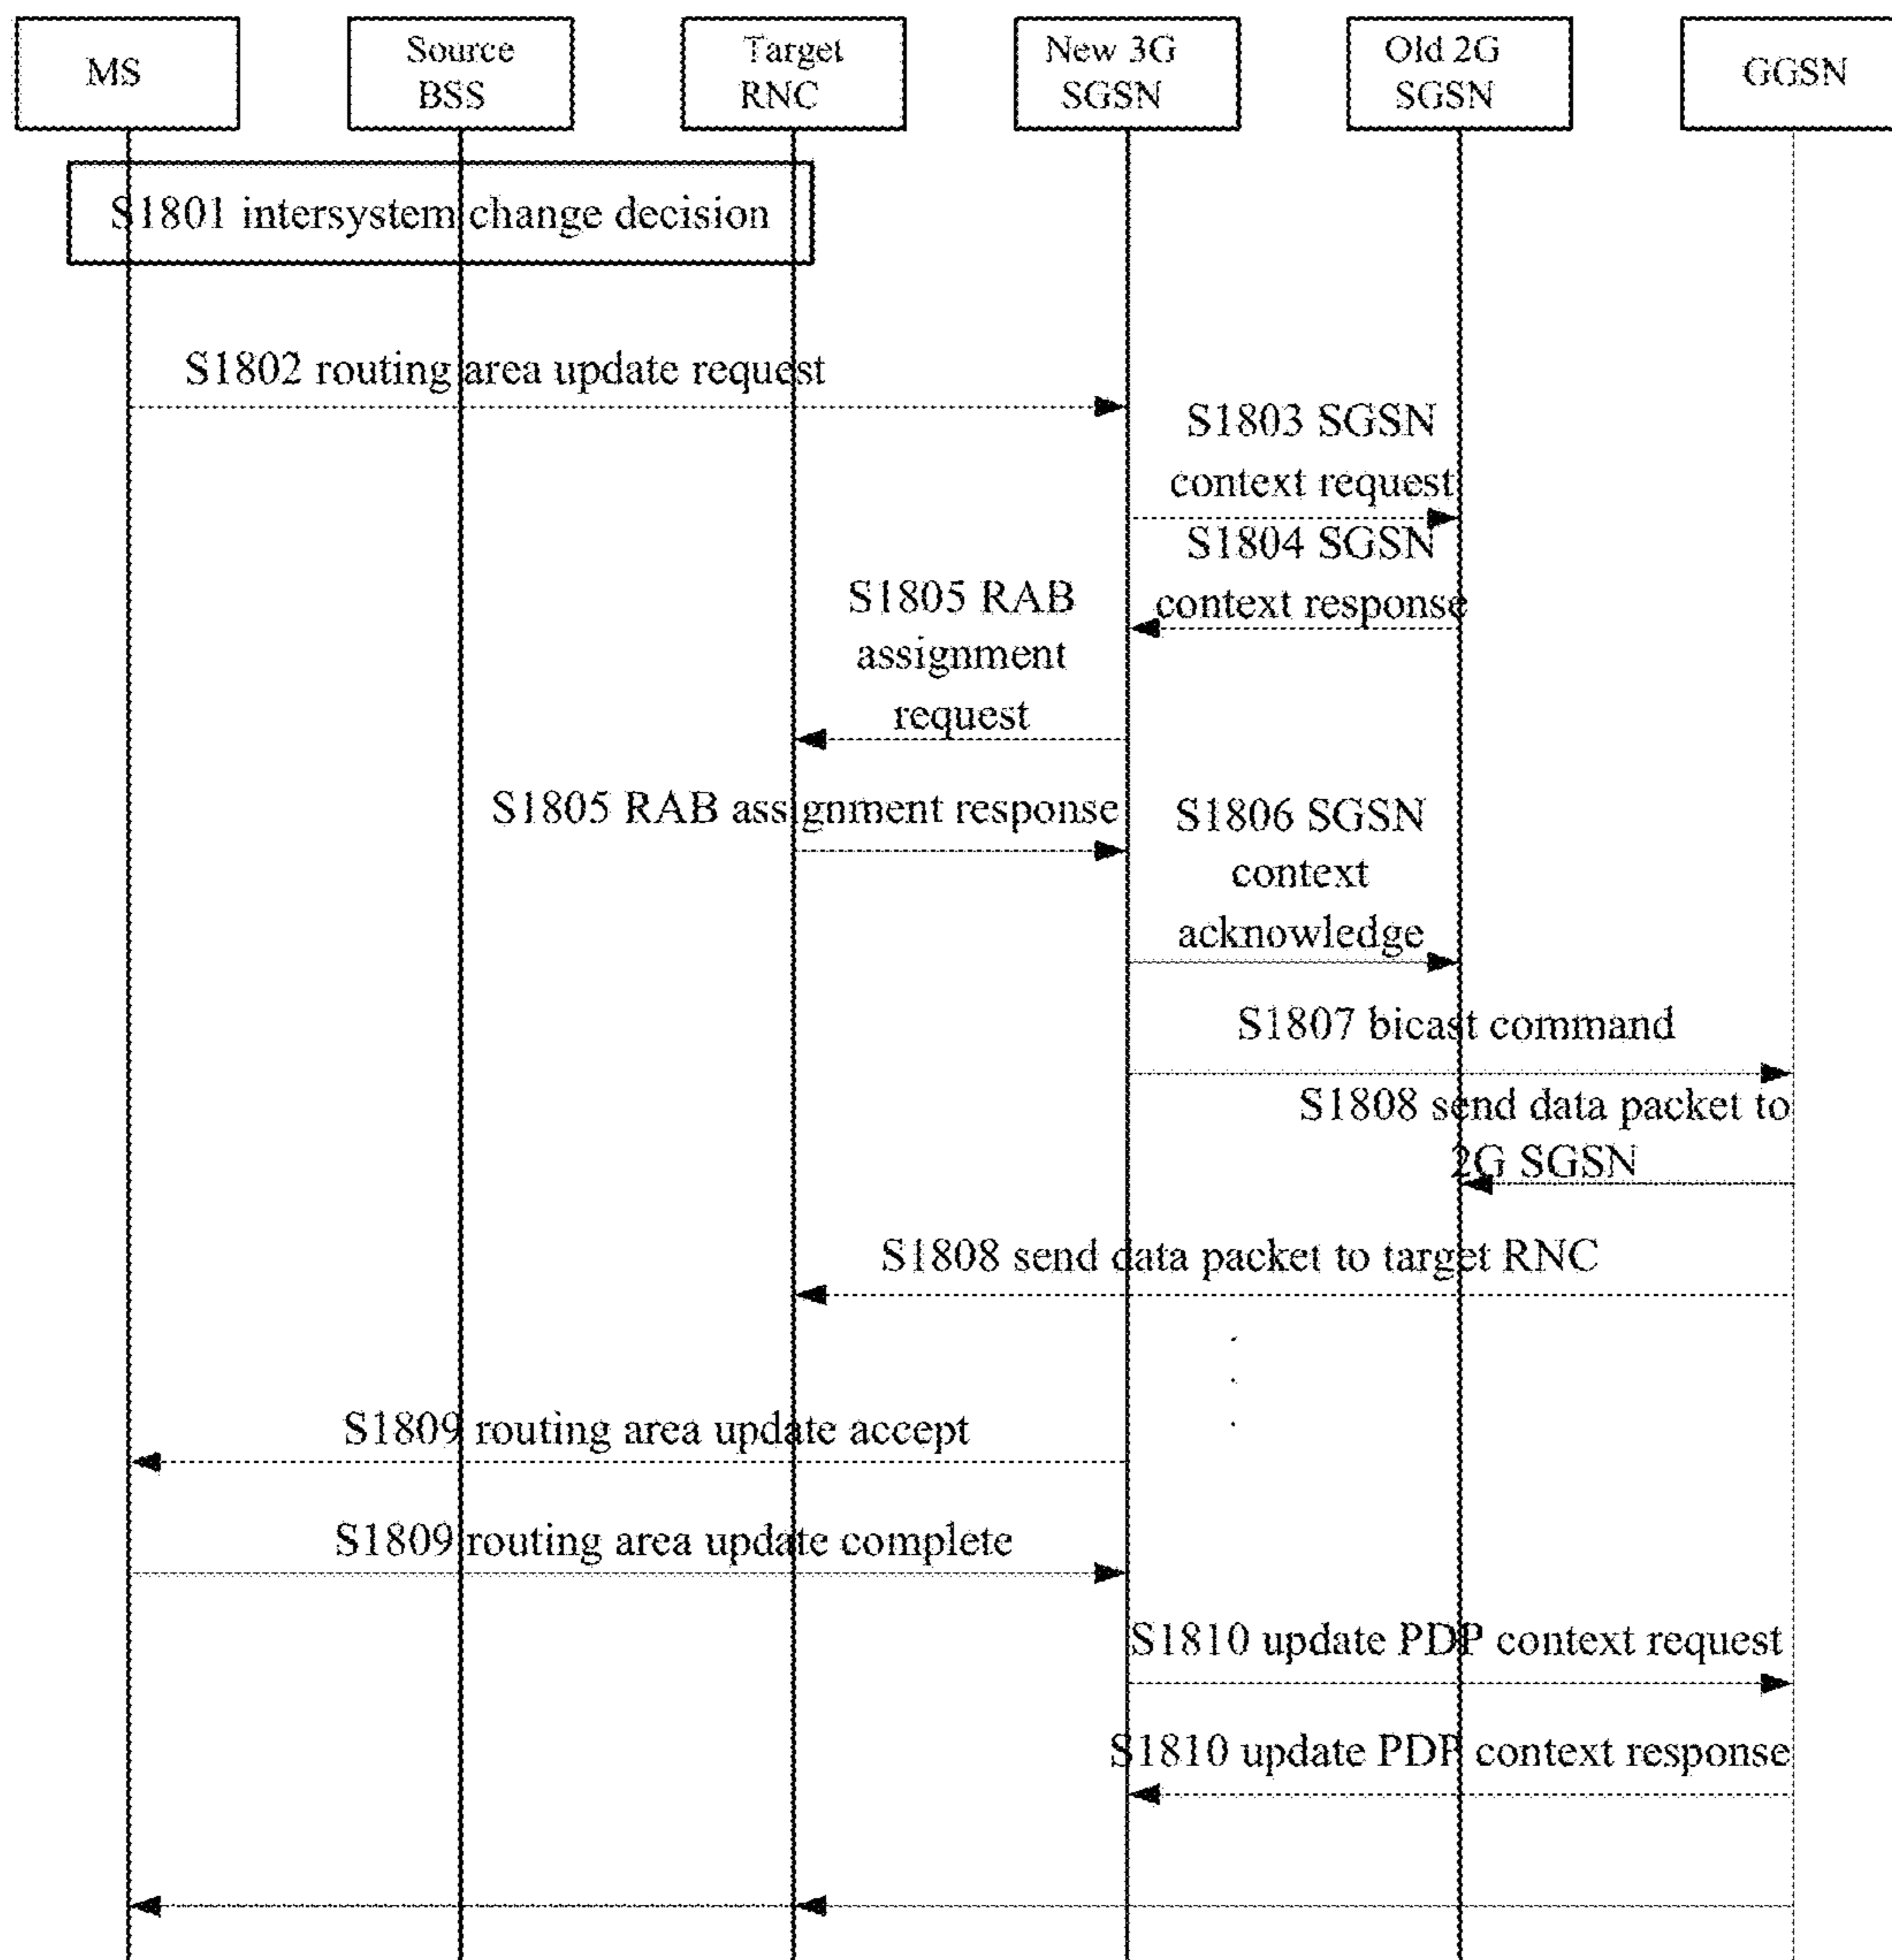 MS
Source
BSS
Target
RNC
New 3G
SGSN
Old 2G
SGSN
GGSN
S1801 intersystem change decision
S1802 routing area update request
S1803 SGSN
context request
S1804 SGSN
context response
S1805 RAB
assignment
request
S1805 RAB assignment response
S1806 SGSN
context
acknowledge
S1807 bicast command
S1808 send data packet to
2G SGSN
S1808 send data packet to target RNC
S1809 routing area update accept
S1809 routing area update complete
S1810 update PDP context request
S1810 update PDP context response